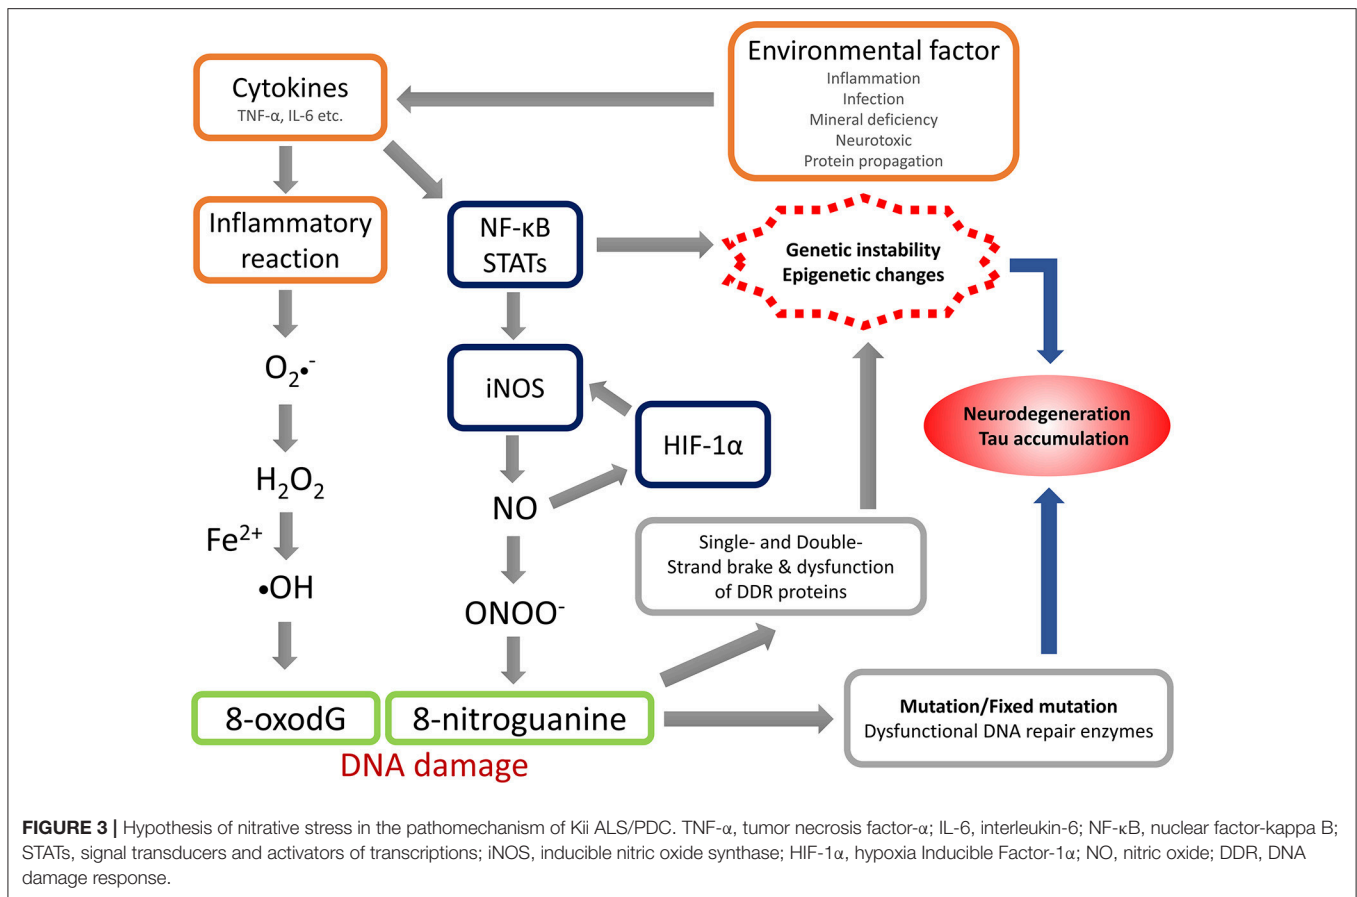 Environmental factor
Inflammation
Infection
Mineral deficiency
Neurotoxic
Protein propagation
Cytokines
TNF-α, IL-6 etc.
Inflammatory
reaction
NF-κB
STATs
Genetic instability
Epigenetic changes
O₂•⁻
iNOS
HIF-1α
Neurodegeneration
Tau accumulation
H₂O₂
NO
Fe²⁺
•OH
ONOO⁻
Single- and Double-
Strand brake & dysfunction
of DDR proteins
8-oxodG
8-nitroguanine
DNA damage
Mutation/Fixed mutation
Dysfunctional DNA repair enzymes
FIGURE 3 | Hypothesis of nitrative stress in the pathomechanism of Kii ALS/PDC. TNF-α, tumor necrosis factor-α; IL-6, interleukin-6; NF-κB, nuclear factor-kappa B;
STATs, signal transducers and activators of transcriptions; iNOS, inducible nitric oxide synthase; HIF-1α, hypoxia Inducible Factor-1α; NO, nitric oxide; DDR, DNA
damage response.